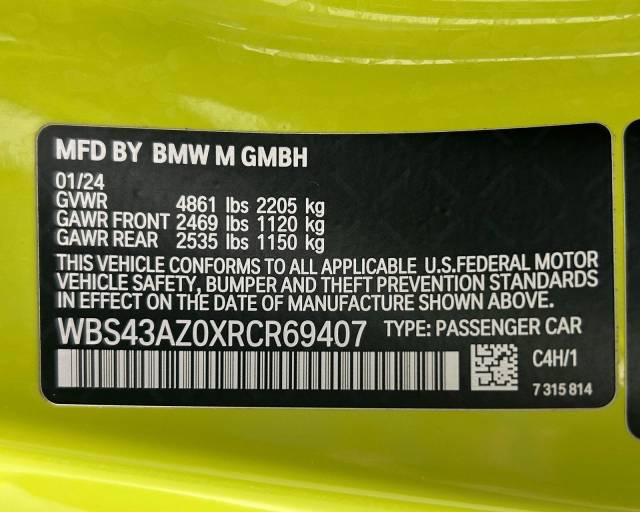 MFD BY BMW M GMBH
01/24
GVWR 4861 lbs 2205 kg
GAWR FRONT 2469 lbs 1120 kg
GAWR REAR 2535 lbs 1150 kg
THIS VEHICLE CONFORMS TO ALL APPLICABLE U.S.FEDERAL MOTOR
VEHICLE SAFETY, BUMPER AND THEFT PREVENTION STANDARDS
IN EFFECT ON THE DATE OF MANUFACTURE SHOWN ABOVE.
WBS43AZ0XRCR69407 TYPE: PASSENGER CAR
C4H/1
7 315 814